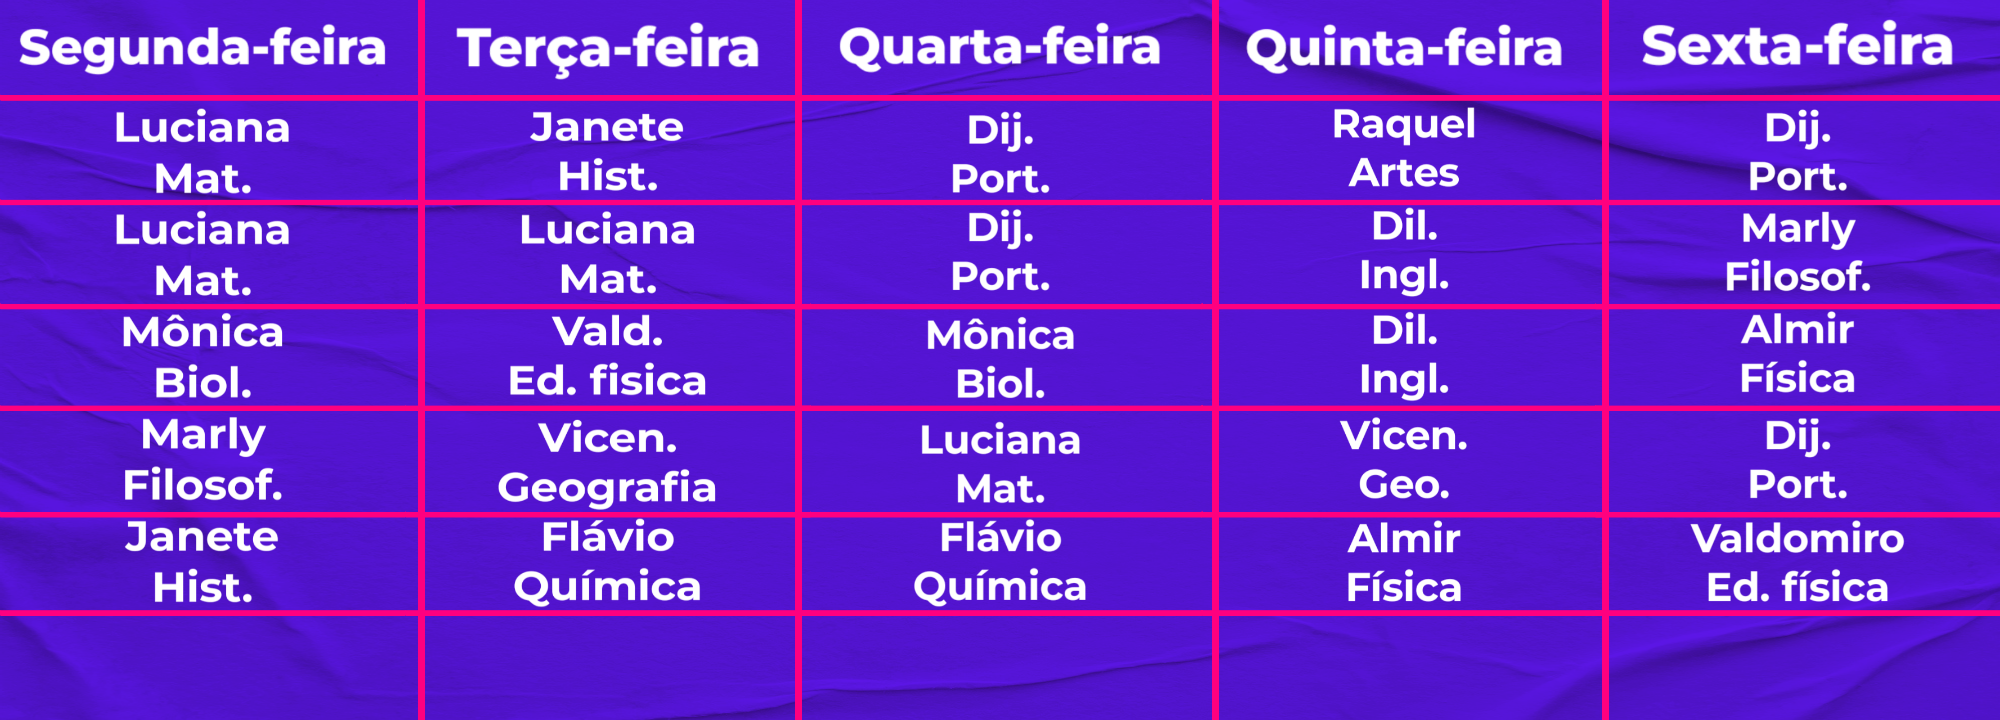 Segunda-feira Terça-feira Quarta-feira Quinta-feira Sexta-feira
Luciana Janete Dij. Raquel Dij.
Mat. Hist. Port. Artes Port.
Luciana Luciana Dij. Dil. Marly
Mat. Mat. Port. Ingl. Filosof.
Mônica Vald. Mônica Dil. Almir
Biol. Ed. fisica Biol. Ingl. Física
Marly Vicen. Luciana Vicen. Dij.
Filosof. Geografia Mat. Geo. Port.
Janete Flávio Flávio Almir Valdomiro
Hist. Química Química Física Ed. física